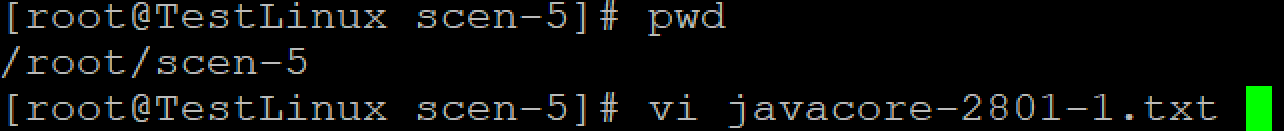 [root@TestLinux scen-5]# pwd
/root/scen-5
[root@TestLinux scen-5]# vi javacore-2801-1.txt